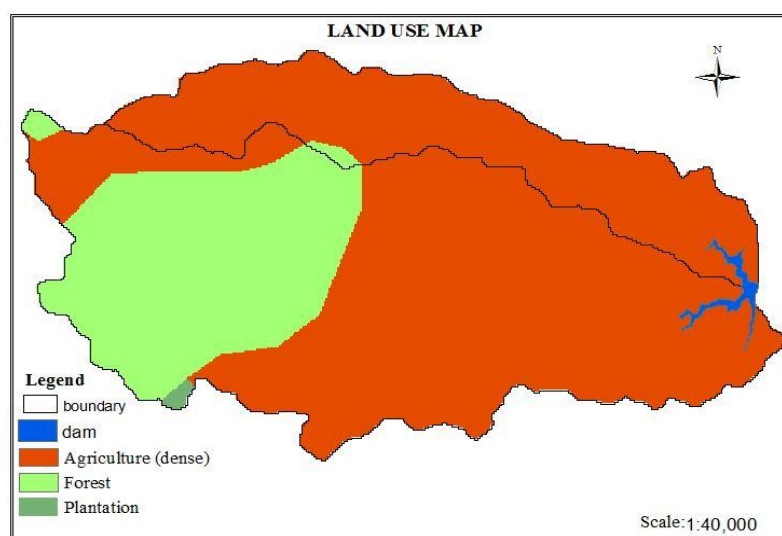 LAND USE MAP
N
Legend
boundary
dam
Agriculture (dense)
Forest
Plantation
Scale:1:40,000